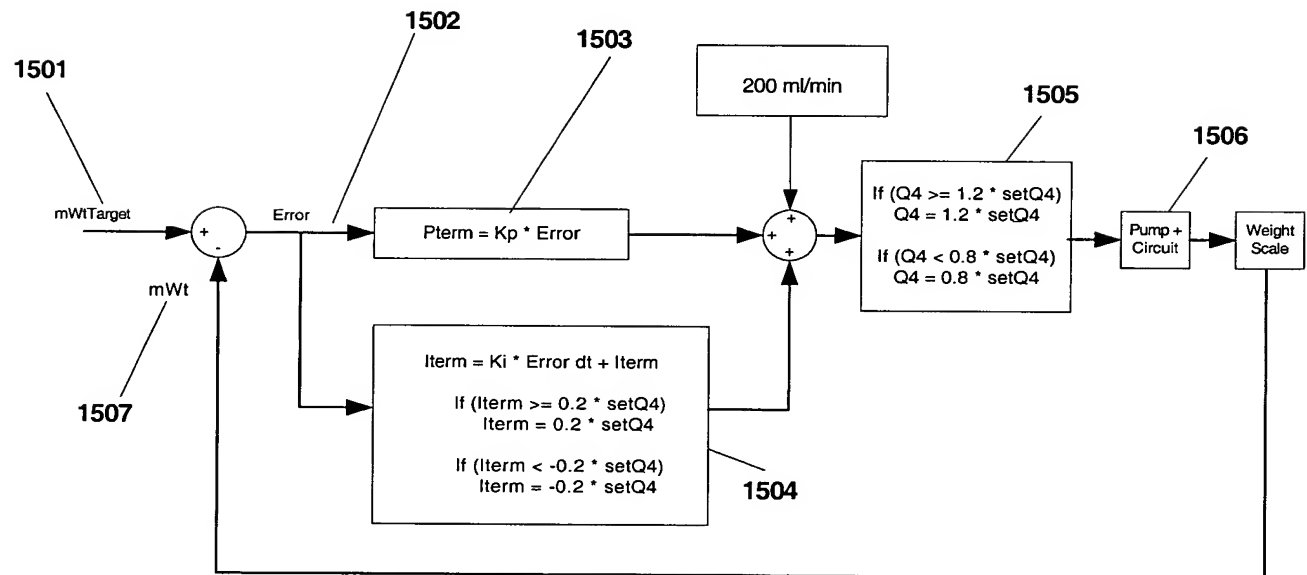 1502
1503
1501
200 ml/min
1505
1506
mWtTarget
+
-
Error
Pterm = Kp * Error
+
+
+
If (Q4 >= 1.2 * setQ4)
Q4 = 1.2 * setQ4
If (Q4 < 0.8 * setQ4)
Q4 = 0.8 * setQ4
Pump +
Circuit
Weight
Scale
mWt
1507
Iterm = Ki * Error dt + Iterm
If (Iterm >= 0.2 * setQ4)
Iterm = 0.2 * setQ4
If (Iterm < -0.2 * setQ4)
Iterm = -0.2 * setQ4
1504